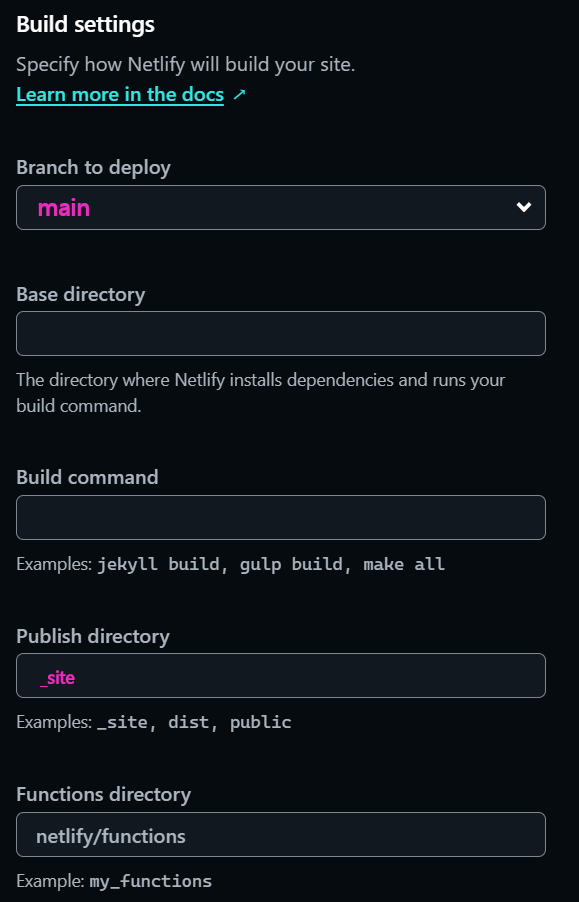 Build settings
Specify how Netlify will build your site.
Learn more in the docs ↗
Branch to deploy
main
Base directory
The directory where Netlify installs dependencies and runs your
build command.
Build command
Examples: jekyll build, gulp build, make all
Publish directory
_site
Examples: _site, dist, public
Functions directory
netlify/functions
Example: my_functions